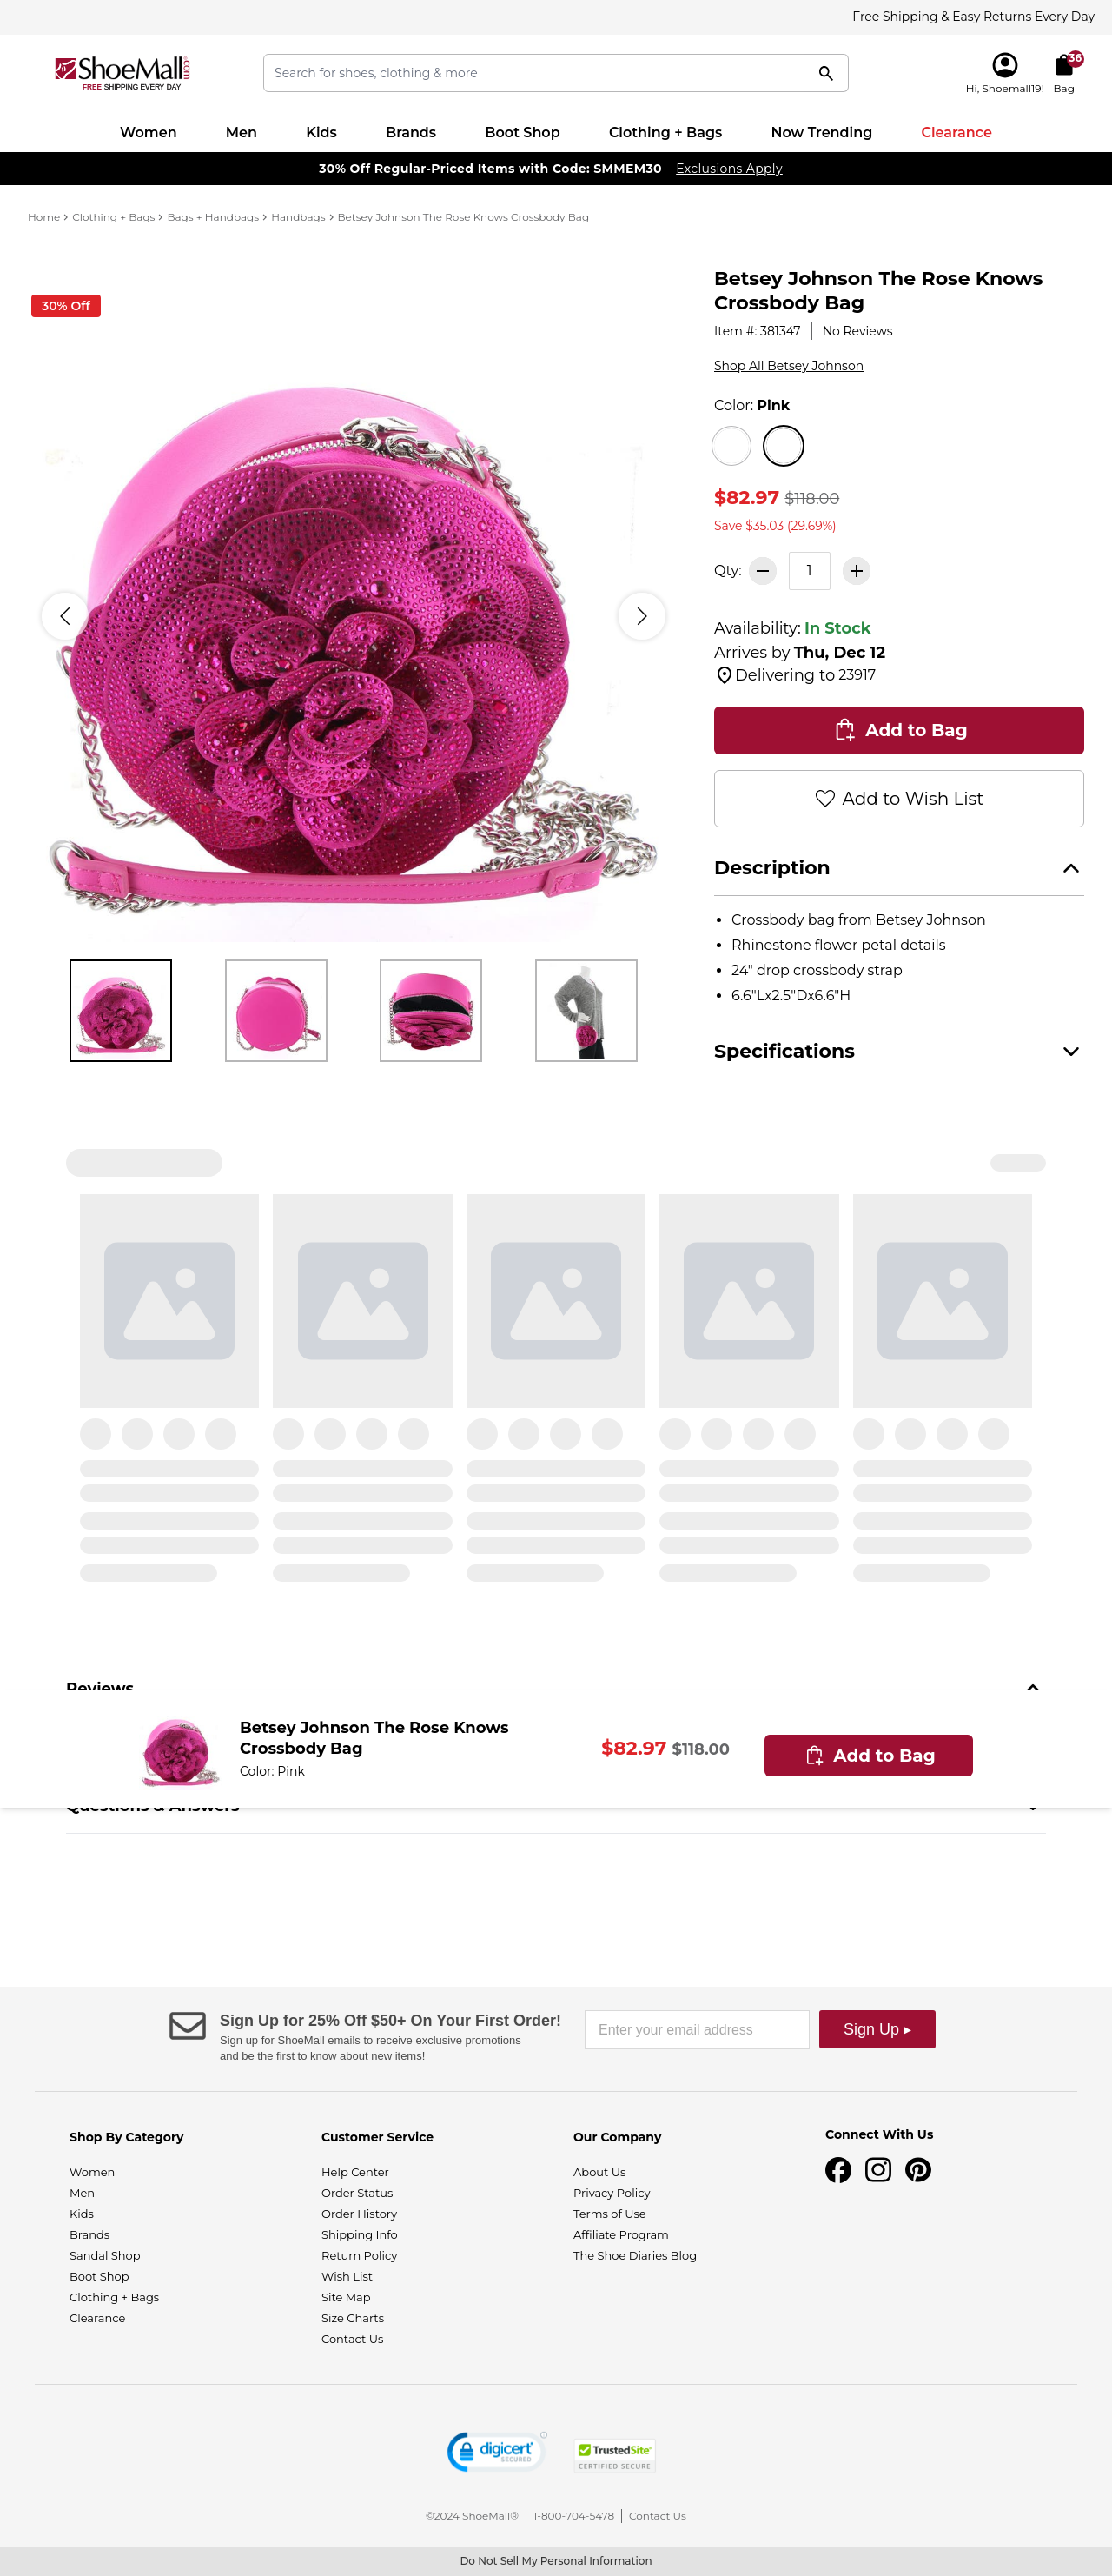 Free Shipping & Easy Returns Every Day
ShoeMall.com
FREE SHIPPING EVERY DAY
Search for shoes, clothing & more
36
Hi, Shoemall19! Bag
Women Men Kids Brands Boot Shop Clothing + Bags Now Trending Clearance
30% Off Regular-Priced Items with Code: SMMEM30 Exclusions Apply
Home > Clothing + Bags > Bags + Handbags > Handbags > Betsey Johnson The Rose Knows Crossbody Bag
30% Off
Betsey Johnson The Rose Knows
Crossbody Bag
Item #: 381347 | No Reviews
Shop All Betsey Johnson
Color: Pink
$82.97 $118.00
Save $35.03 (29.69%)
Qty: 1
Availability: In Stock
Arrives by Thu, Dec 12
Delivering to 23917
Add to Bag
Add to Wish List
Description
• Crossbody bag from Betsey Johnson
• Rhinestone flower petal details
• 24" drop crossbody strap
• 6.6"Lx2.5"Dx6.6"H
Specifications
Reviews
Betsey Johnson The Rose Knows
Crossbody Bag
Color: Pink
$82.97 $118.00
Add to Bag
Questions & Answers
Sign Up for 25% Off $50+ On Your First Order!
Sign up for ShoeMall emails to receive exclusive promotions
and be the first to know about new items!
Enter your email address
Sign Up ▸
Shop By Category
Women
Men
Kids
Brands
Sandal Shop
Boot Shop
Clothing + Bags
Clearance
Customer Service
Help Center
Order Status
Order History
Shipping Info
Return Policy
Wish List
Site Map
Size Charts
Contact Us
Our Company
About Us
Privacy Policy
Terms of Use
Affiliate Program
The Shoe Diaries Blog
Connect With Us
digicert
SECURED
TrustedSite
CERTIFIED SECURE
©2024 ShoeMall® | 1-800-704-5478 | Contact Us
Do Not Sell My Personal Information